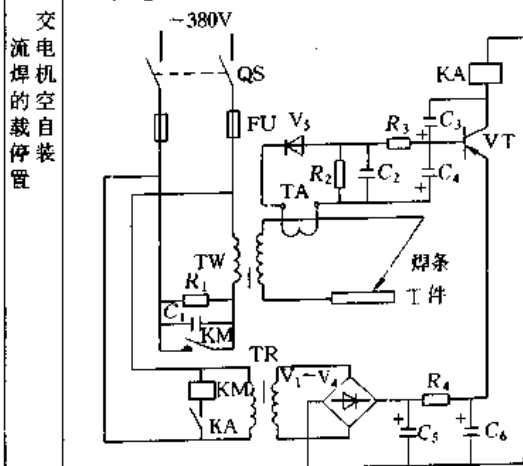 交流电焊机的空载自停装置
~380V
QS
KA
FU
V₅
R₃
C₃
VT
R₂
C₂
C₄
TA
TW
焊条
工件
R₁
C₁
KM
TR
KM
V₁~V₄
R₄
KA
C₅
C₆